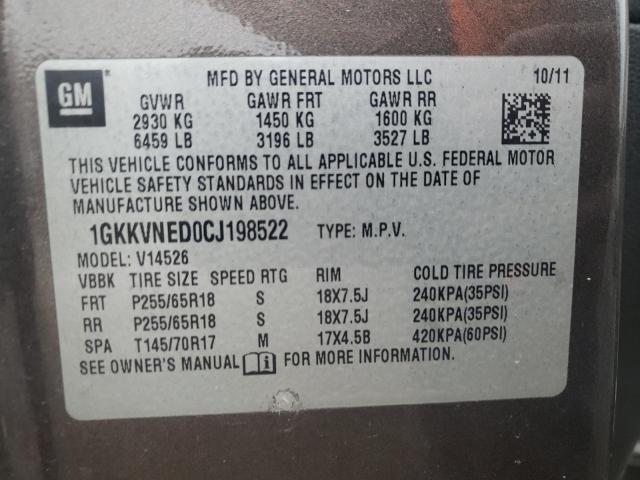 GM ® MFD BY GENERAL MOTORS LLC 10/11
GVWR GAWR FRT GAWR RR
2930 KG 1450 KG 1600 KG
6459 LB 3196 LB 3527 LB
THIS VEHICLE CONFORMS TO ALL APPLICABLE U.S. FEDERAL MOTOR
VEHICLE SAFETY STANDARDS IN EFFECT ON THE DATE OF
MANUFACTURE SHOWN ABOVE.
1GKKVNED0CJ198522 TYPE: M.P.V.
MODEL: V14526
VBBK TIRE SIZE SPEED RTG RIM COLD TIRE PRESSURE
FRT P255/65R18 S 18X7.5J 240KPA(35PSI)
RR P255/65R18 S 18X7.5J 240KPA(35PSI)
SPA T145/70R17 M 17X4.5B 420KPA(60PSI)
SEE OWNER'S MANUAL FOR MORE INFORMATION.